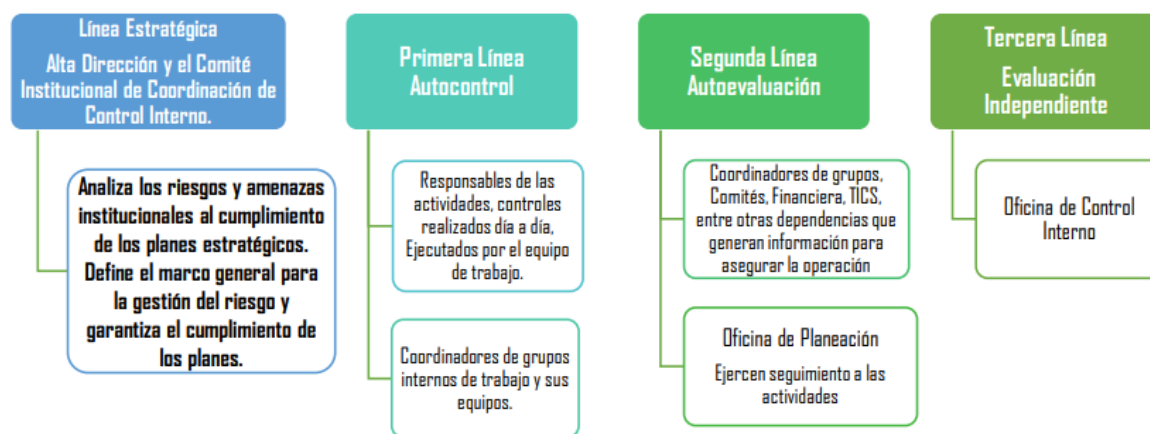 Línea Estratégica
Alta Dirección y el Comité
Institucional de Coordinación de
Control Interno.
Analiza los riesgos y amenazas
institucionales al cumplimiento
de los planes estratégicos.
Define el marco general para
la gestión del riesgo y
garantiza el cumplimiento de
los planes.
Primera Línea
Autocontrol
Responsables de las
actividades, controles
realizados día a día,
Ejecutados por el equipo
de trabajo.
Coordinadores de grupos
internos de trabajo y sus
equipos.
Segunda Línea
Autoevaluación
Coordinadores de grupos,
Comités, Financiera, TICS,
entre otras dependencias que
generan información para
asegurar la operación
Oficina de Planeación
Ejercen seguimiento a las
actividades
Tercera Línea
Evaluación
Independiente
Oficina de Control
Interno